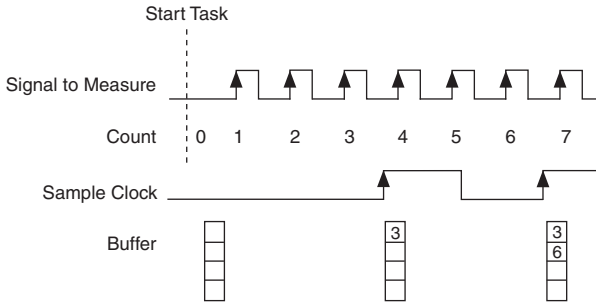 Start Task
Signal to Measure
Count 0 1 2 3 4 5 6 7
Sample Clock
Buffer
3
3
6